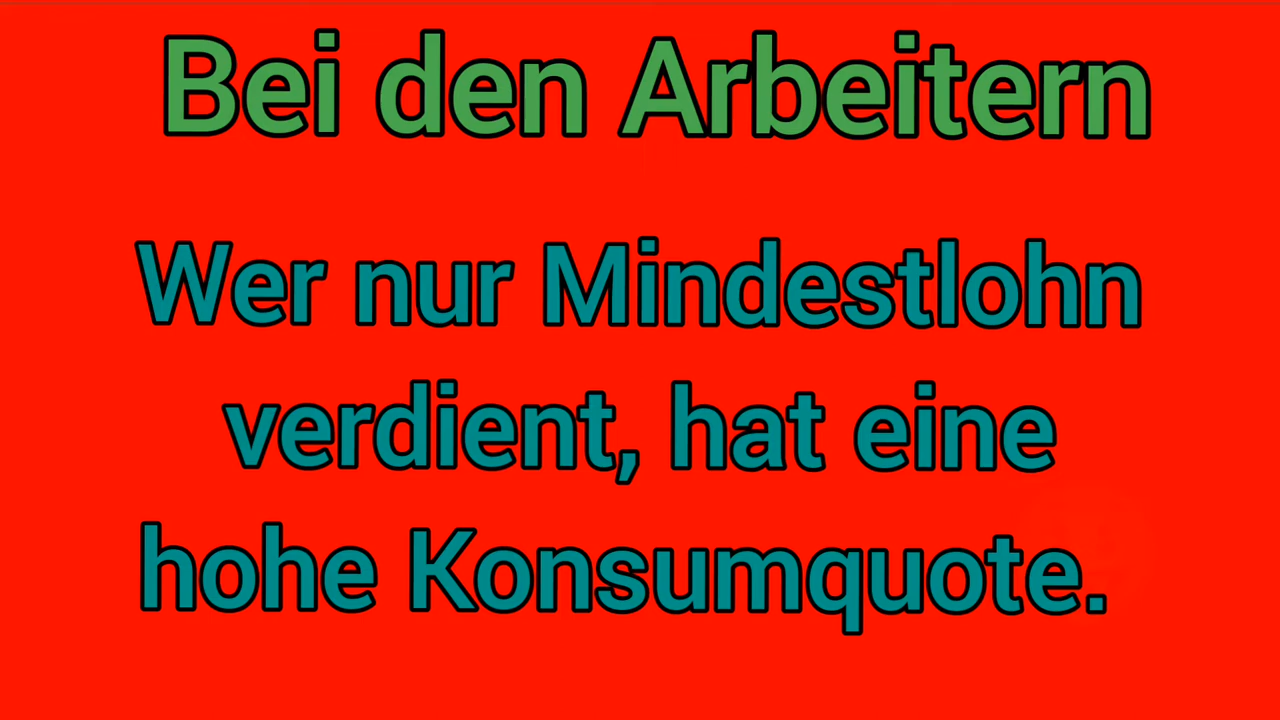 Bei den Arbeitern
Wer nur Mindestlohn
verdient, hat eine
hohe Konsumquote.